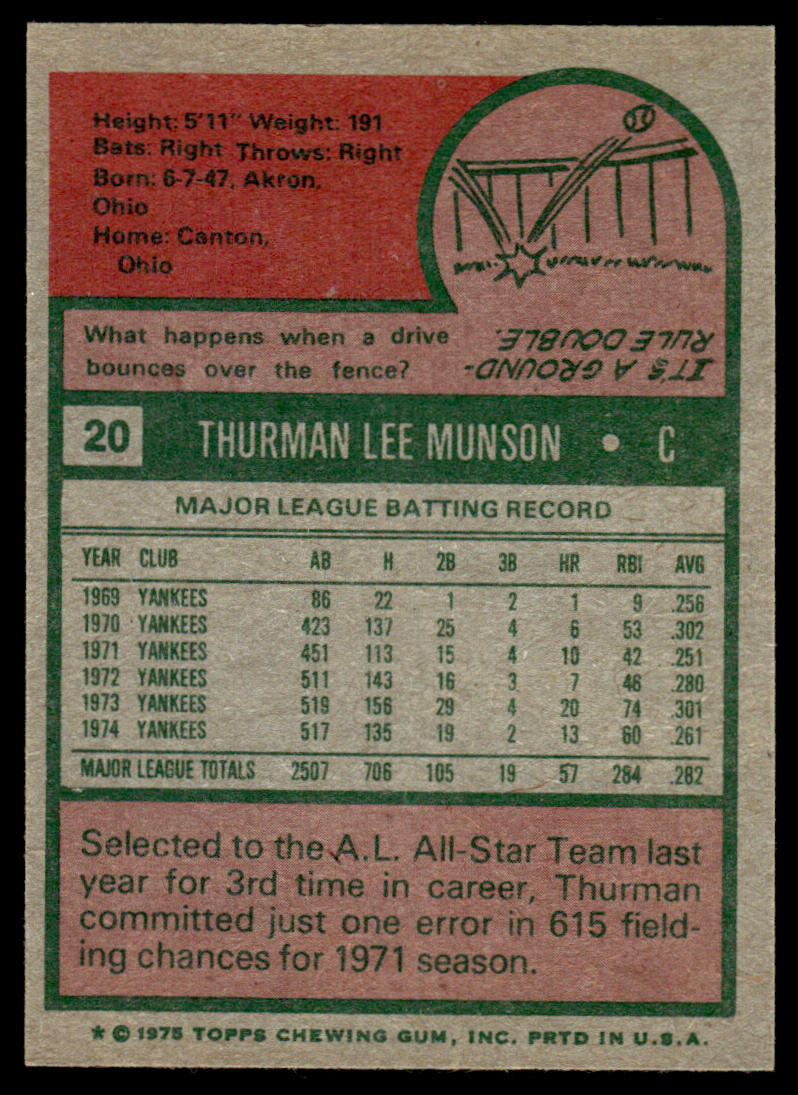 Height: 5'11" Weight: 191
Bats: Right Throws: Right
Born: 6-7-47, Akron,
Ohio
Home: Canton,
Ohio
What happens when a drive
bounces over the fence?
IT'S A GROUND-
RULE DOUBLE.
20 THURMAN LEE MUNSON • C
MAJOR LEAGUE BATTING RECORD
YEAR CLUB AB H 2B 3B HR RBI AVG
1969 YANKEES 86 22 1 2 1 9 .256
1970 YANKEES 423 137 25 4 6 53 .302
1971 YANKEES 451 113 15 4 10 42 .251
1972 YANKEES 511 143 16 3 7 46 .280
1973 YANKEES 519 156 29 4 20 74 .301
1974 YANKEES 517 135 19 2 13 60 .261
MAJOR LEAGUE TOTALS 2507 706 105 19 57 284 .282
Selected to the A.L. All-Star Team last
year for 3rd time in career, Thurman
committed just one error in 615 field-
ing chances for 1971 season.
* © 1975 TOPPS CHEWING GUM, INC. PRTD IN U.S.A.